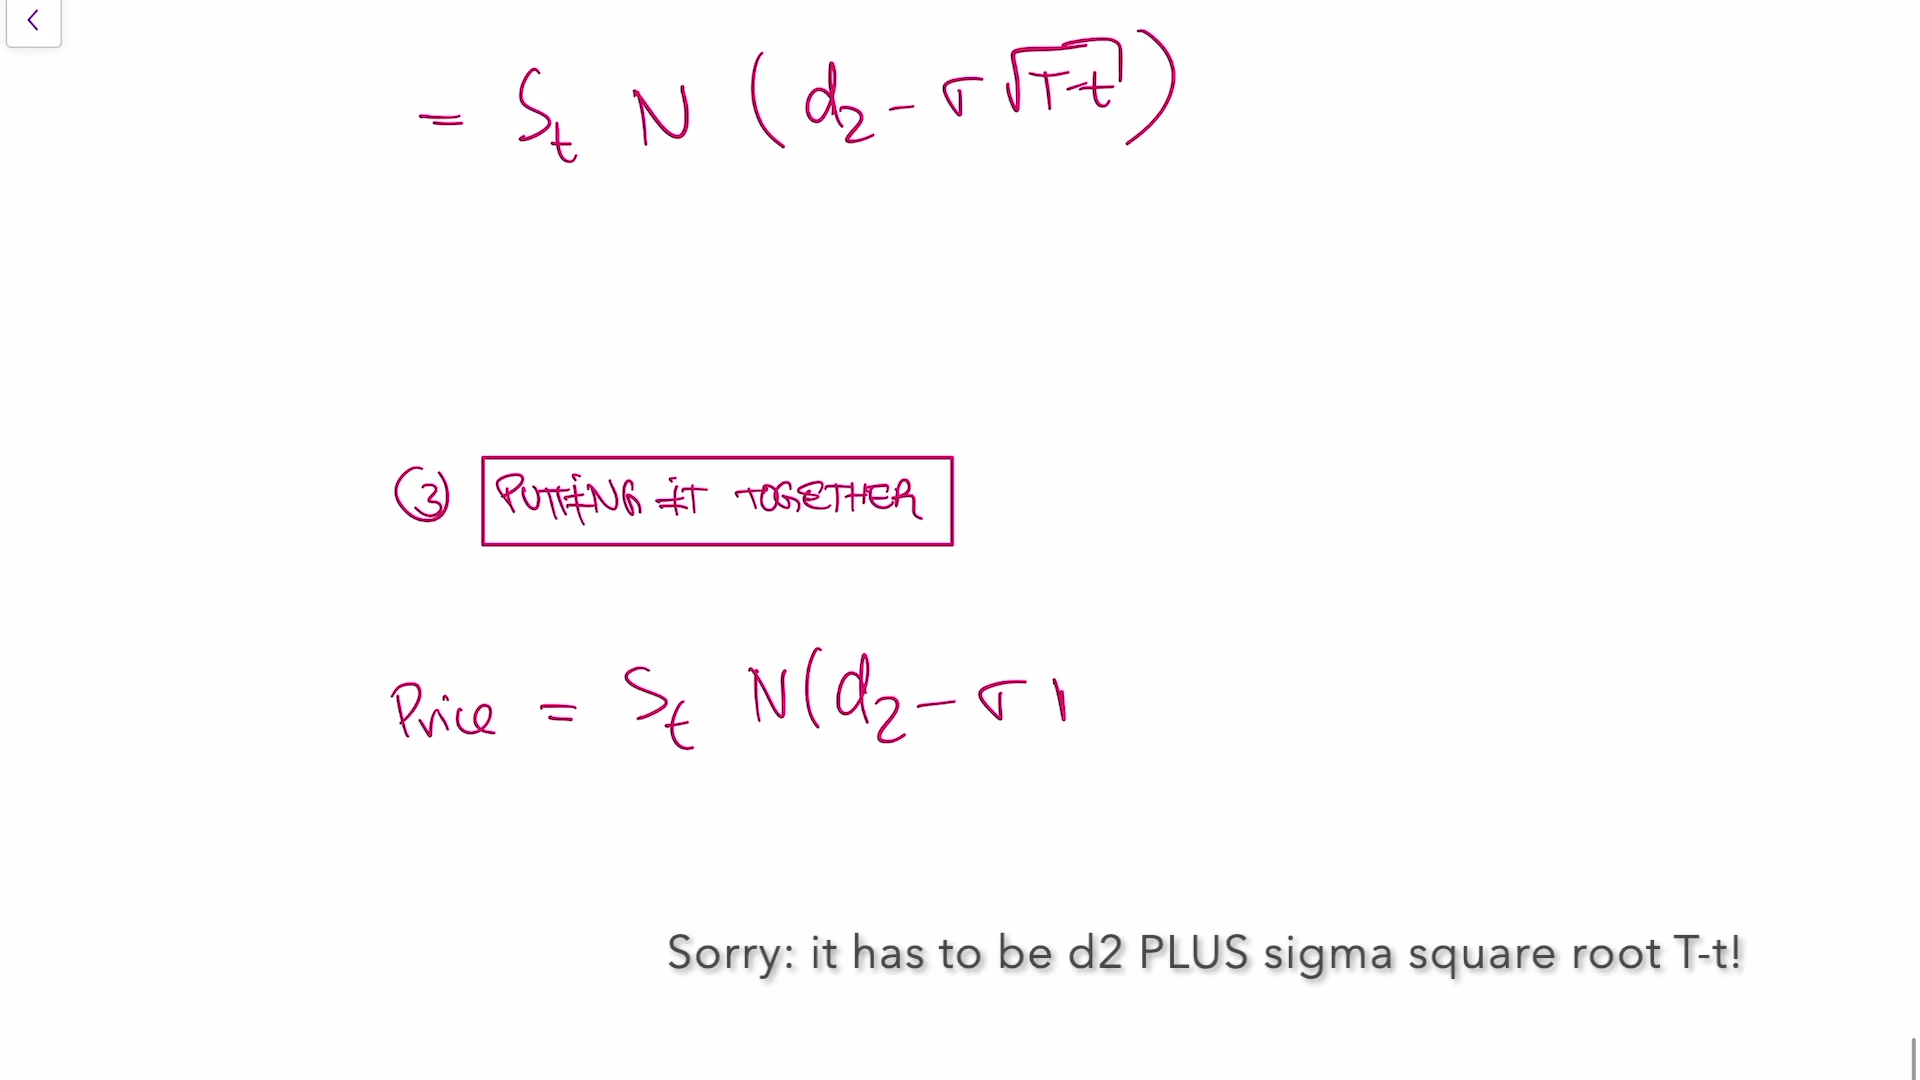 = S_t N (d_2 - σ √T-t)
③ PUTTING IT TOGETHER
Price = S_t N(d_2 - σ
Sorry: it has to be d2 PLUS sigma square root T-t!